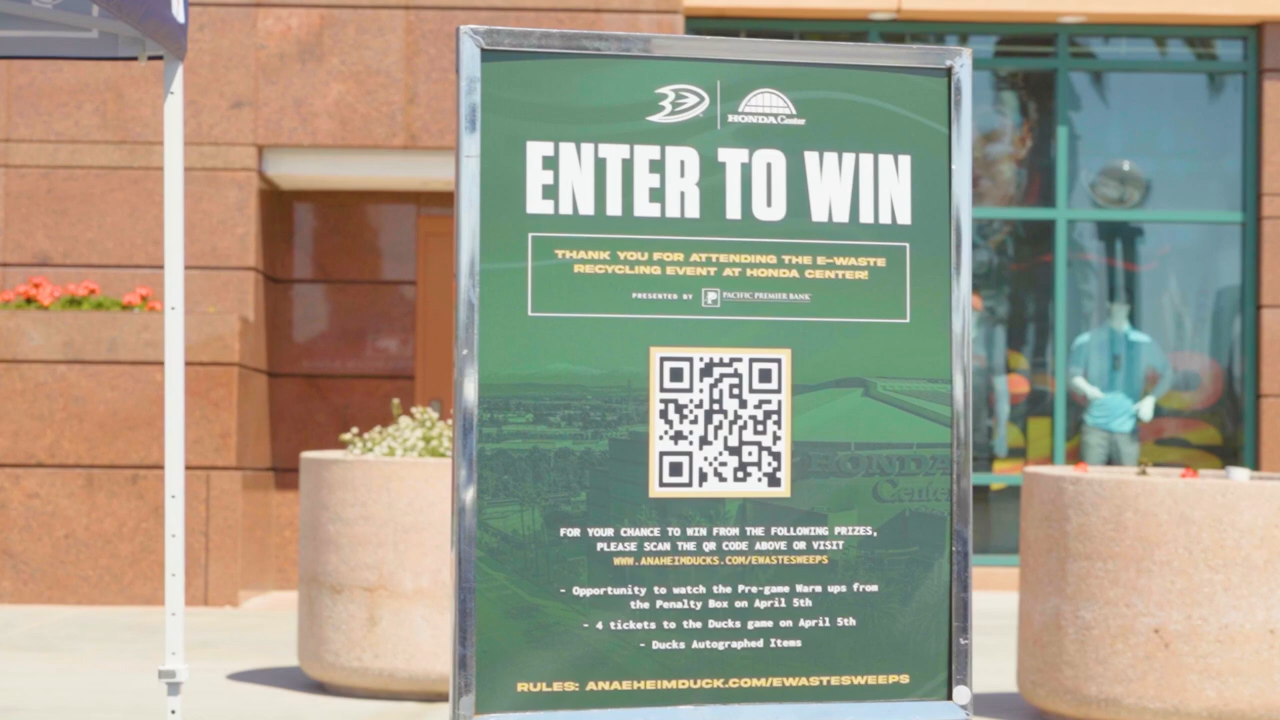 HONDA Center
ENTER TO WIN
THANK YOU FOR ATTENDING THE E-WASTE
RECYCLING EVENT AT HONDA CENTER!
PRESENTED BY PACIFIC PREMIER BANK
HONDA
Center
FOR YOUR CHANCE TO WIN FROM THE FOLLOWING PRIZES,
PLEASE SCAN THE QR CODE ABOVE OR VISIT
WWW.ANAHEIMDUCKS.COM/EWASTESWEEPS
- Opportunity to watch the Pre-game Warm ups from
the Penalty Box on April 5th
- 4 tickets to the Ducks game on April 5th
- Ducks Autographed Items
RULES: ANAEHEIMDUCK.COM/EWASTESWEEPS